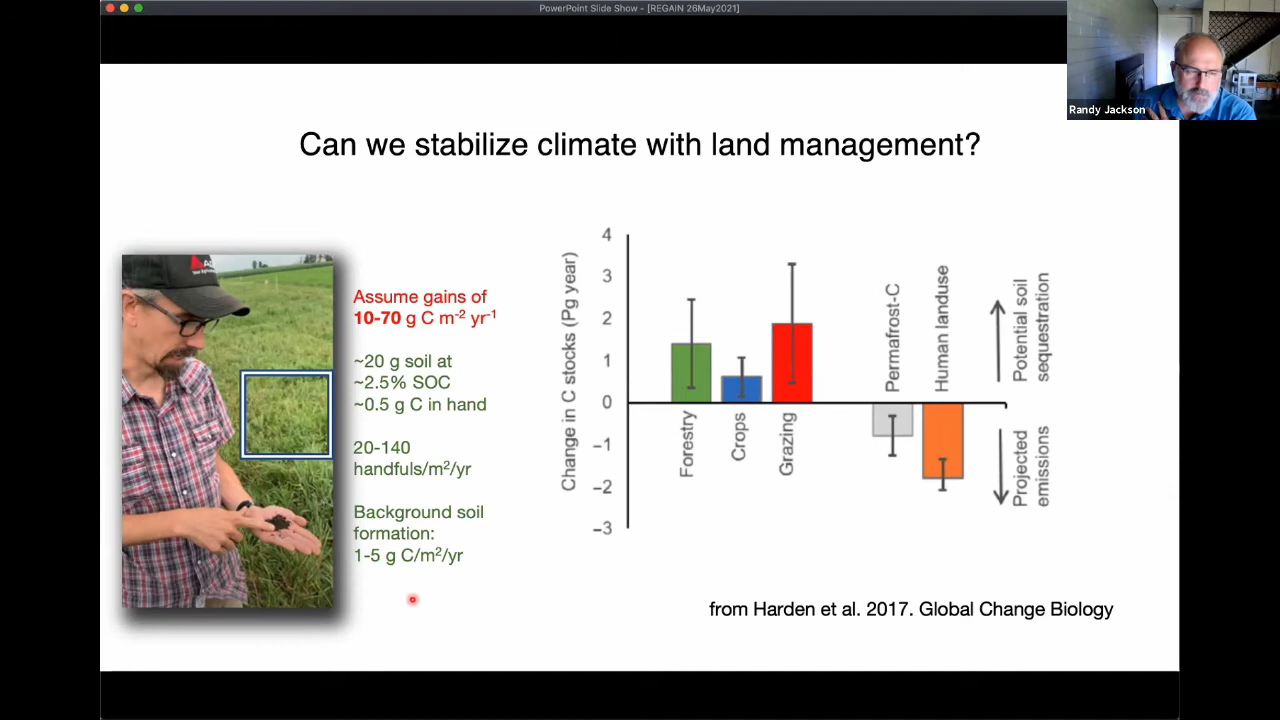 PowerPoint Slide Show - [REGAIN 26May2021]
Randy Jackson
Can we stabilize climate with land management?
Assume gains of
10-70 g C m-2 yr-1
~20 g soil at
~2.5% SOC
~0.5 g C in hand
20-140
handfuls/m2/yr
Background soil
formation:
1-5 g C/m2/yr
Change in C stocks (Pg year)
4
3
2
1
0
−1
−2
−3
Forestry
Crops
Grazing
Permafrost-C
Human landuse
Potential soil
sequestration
Projected
emissions
from Harden et al. 2017. Global Change Biology